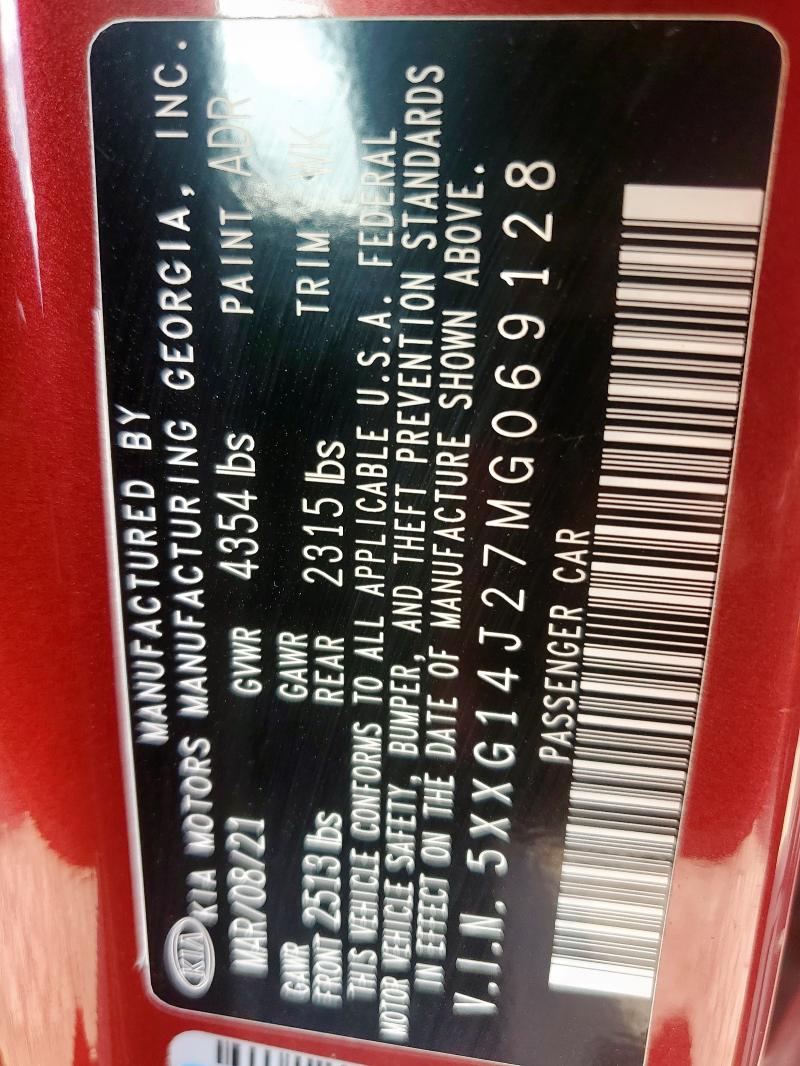 MANUFACTURED BY
KIA KIA MOTORS MANUFACTURING GEORGIA, INC.
MAR/08/21 GVWR 4354 lbs PAINT ADR
GAWR FRONT 2513 lbs GAWR REAR 2315 lbs TRIM WK
THIS VEHICLE CONFORMS TO ALL APPLICABLE U.S.A. FEDERAL
MOTOR VEHICLE SAFETY, BUMPER, AND THEFT PREVENTION STANDARDS
IN EFFECT ON THE DATE OF MANUFACTURE SHOWN ABOVE.
V.I.N. 5XXG14J27MG069128
PASSENGER CAR